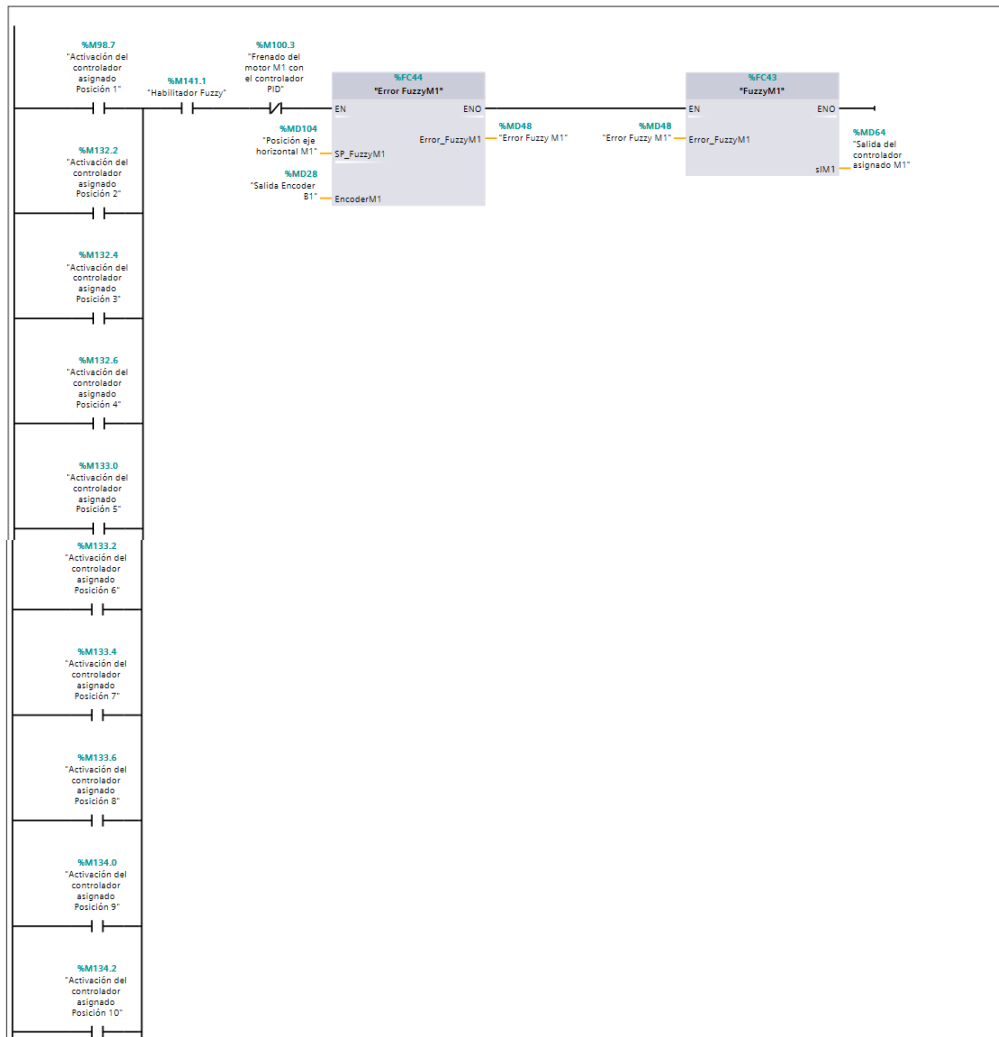 %M98.7
"Activación del
controlador
asignado
Posición 1"
%M141.1
"Habilitador Fuzzy"
%M100.3
"Frenado del
motor M1 con
el controlador
PID"
%FC44
"Error FuzzyM1"
EN
ENO
%MD104
"Posición eje
horizontal M1"
SP_FuzzyM1
%MD28
"Salida Encoder
B1"
EncoderM1
Error_FuzzyM1
%MD48
"Error Fuzzy M1"
%FC43
"FuzzyM1"
EN
ENO
%MD48
"Error Fuzzy M1"
Error_FuzzyM1
slM1
%MD64
"Salida del
controlador
asignado M1"
%M132.2
"Activación del
controlador
asignado
Posición 2"
%M132.4
"Activación del
controlador
asignado
Posición 3"
%M132.6
"Activación del
controlador
asignado
Posición 4"
%M133.0
"Activación del
controlador
asignado
Posición 5"
%M133.2
"Activación del
controlador
asignado
Posición 6"
%M133.4
"Activación del
controlador
asignado
Posición 7"
%M133.6
"Activación del
controlador
asignado
Posición 8"
%M134.0
"Activación del
controlador
asignado
Posición 9"
%M134.2
"Activación del
controlador
asignado
Posición 10"